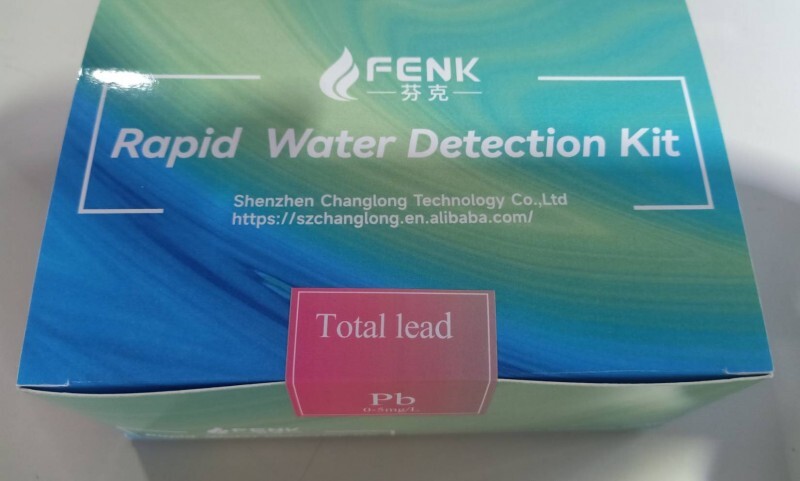 FENK
芬克
Rapid Water Detection Kit
Shenzhen Changlong Technology Co.,Ltd
https://szchanglong.en.alibaba.com/
Total lead
Pb
0-5mg/L
FENK